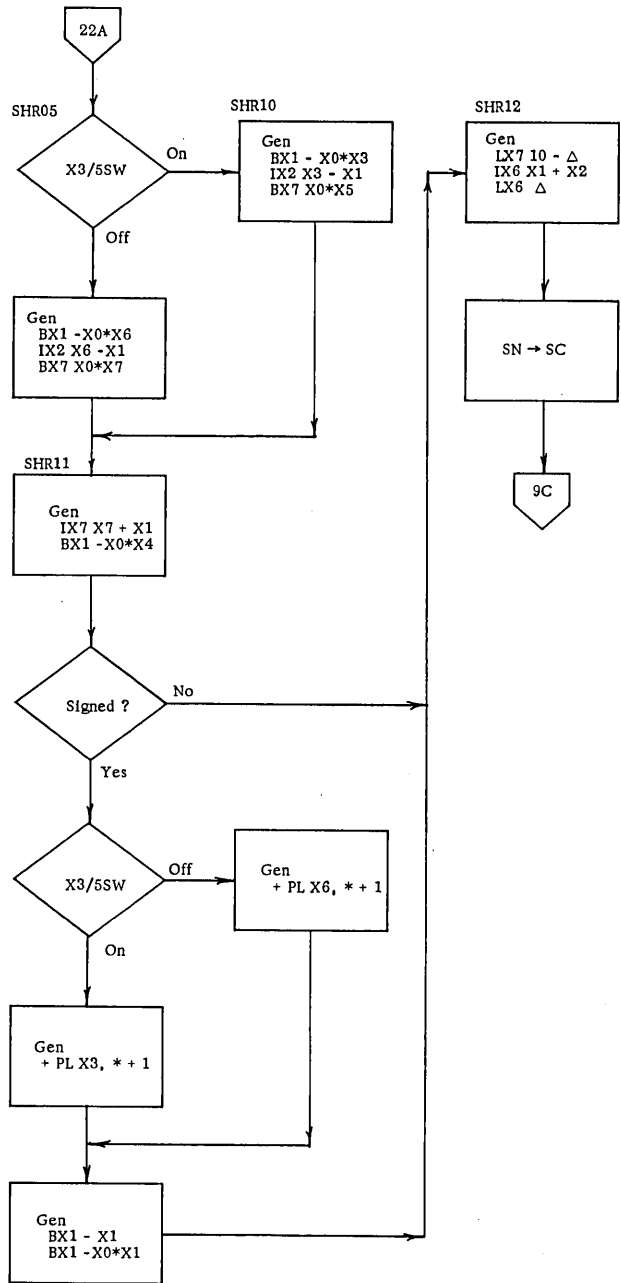 22A
SHR05
X3/5SW
On
Off
SHR10
Gen
BX1 - X0*X3
IX2 X3 - X1
BX7 X0*X5
Gen
BX1 -X0*X6
IX2 X6 -X1
BX7 X0*X7
SHR11
Gen
IX7 X7 + X1
BX1 -X0*X4
Signed ?
No
Yes
X3/5SW
Off
On
Gen
+ PL X6, * + 1
Gen
+ PL X3, * + 1
Gen
BX1 - X1
BX1 -X0*X1
SHR12
Gen
LX7 10 - Δ
IX6 X1 + X2
LX6 Δ
SN → SC
9C